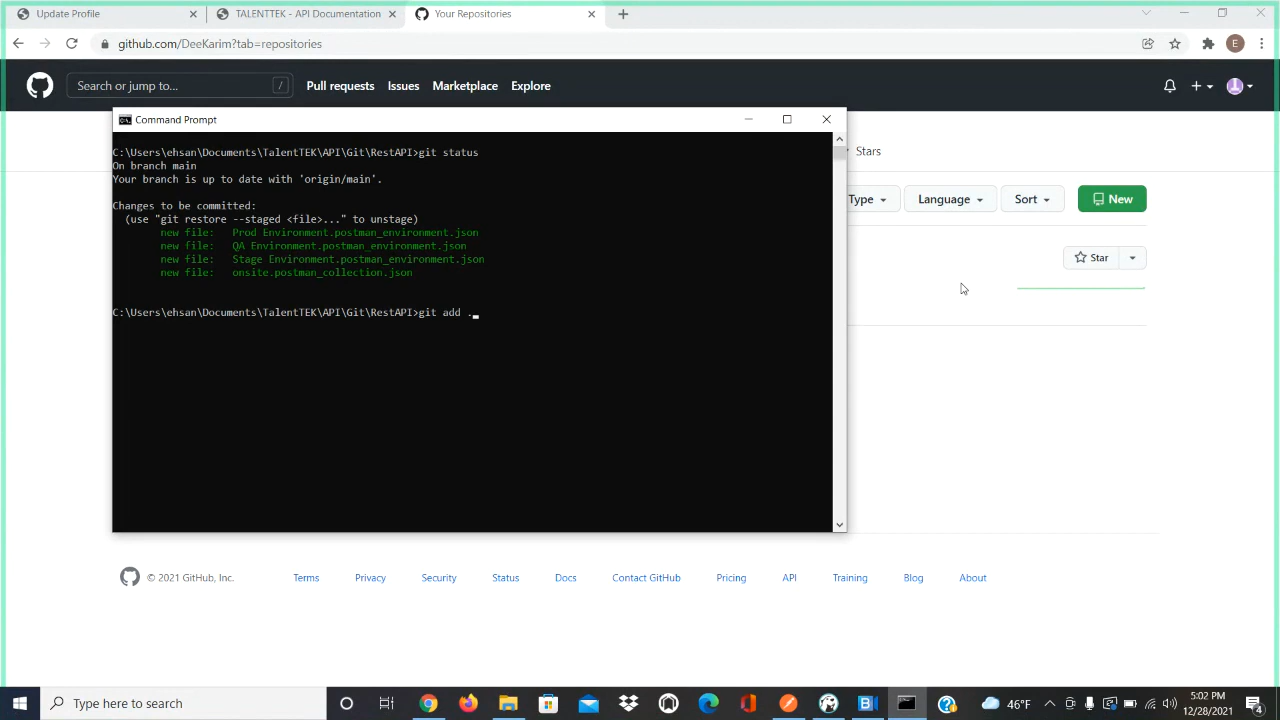 Update Profile
TALENTTEK - API Documentation
Your Repositories
github.com/DeeKarim?tab=repositories
E
Search or jump to...
/
Pull requests
Issues
Marketplace
Explore
Command Prompt
C:\Users\ehsan\Documents\TalentTEK\API\Git\RestAPI>git status
On branch main
Your branch is up to date with 'origin/main'.
Changes to be committed:
(use "git restore --staged <file>..." to unstage)
new file: Prod Environment.postman_environment.json
new file: QA Environment.postman_environment.json
new file: Stage Environment.postman_environment.json
new file: onsite.postman_collection.json
C:\Users\ehsan\Documents\TalentTEK\API\Git\RestAPI>git add .
Stars
Type
Language
Sort
New
Star
© 2021 GitHub, Inc.
Terms
Privacy
Security
Status
Docs
Contact GitHub
Pricing
API
Training
Blog
About
Type here to search
46°F
5:02 PM
12/28/2021
4